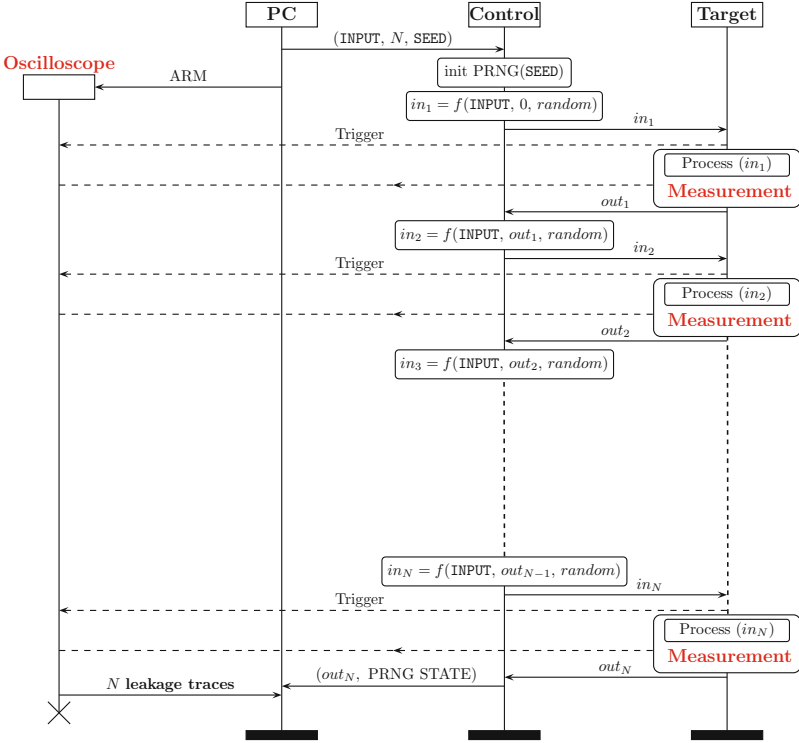 PC
Control
Target
(INPUT, N, SEED)
Oscilloscope
init PRNG(SEED)
ARM
in₁ = f(INPUT, 0, random)
in₁
Trigger
Process (in₁)
Measurement
out₁
in₂ = f(INPUT, out₁, random)
in₂
Trigger
Process (in₂)
Measurement
out₂
in₃ = f(INPUT, out₂, random)
in_N = f(INPUT, out_{N−1}, random)
in_N
Trigger
Process (in_N)
Measurement
out_N
(out_N, PRNG STATE)
N leakage traces